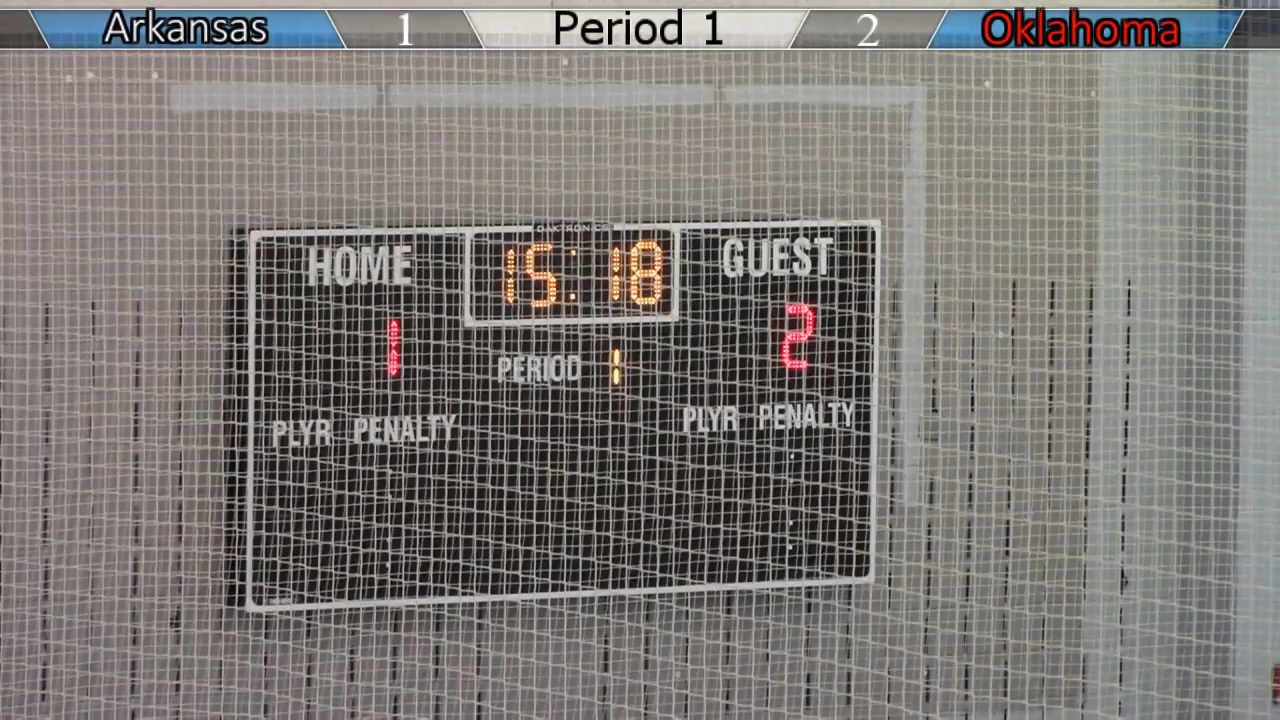 Arkansas 1 Period 1 2 Oklahoma
DAKTRONICS
HOME 15:18 GUEST
1 2
PERIOD 1
PLYR PENALTY PLYR PENALTY